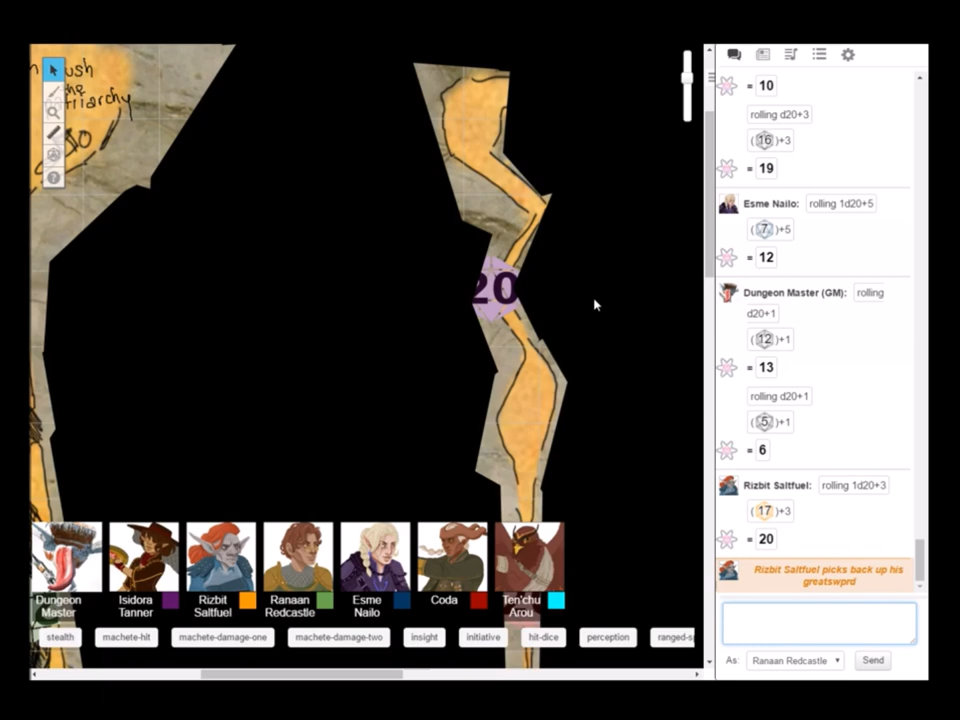 ush
the
triarchy
20
Dungeon
Master
Isidora
Tanner
Rizbit
Saltfuel
Ranaan
Redcastle
Esme
Nailo
Coda
Ten'chu
Arou
stealth
machete-hit
machete-damage-one
machete-damage-two
insight
initiative
hit-dice
perception
ranged-sp
= 10
rolling d20+3
(16)+3
= 19
Esme Nailo: rolling 1d20+5
(7)+5
= 12
Dungeon Master (GM): rolling
d20+1
(12)+1
= 13
rolling d20+1
(5)+1
= 6
Rizbit Saltfuel: rolling 1d20+3
(17)+3
= 20
Rizbit Saltfuel picks back up his
greatswprd
As: Ranaan Redcastle
Send